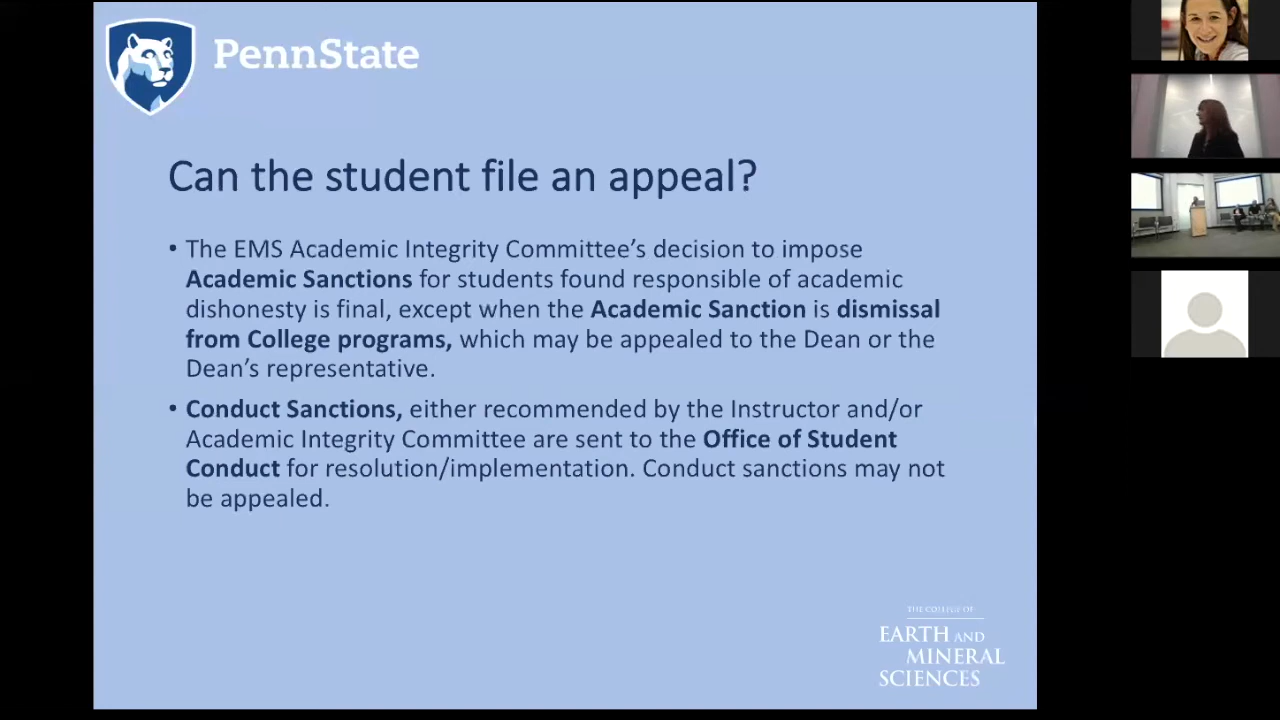 PennState
Can the student file an appeal?
• The EMS Academic Integrity Committee’s decision to impose
Academic Sanctions for students found responsible of academic
dishonesty is final, except when the Academic Sanction is dismissal
from College programs, which may be appealed to the Dean or the
Dean’s representative.
• Conduct Sanctions, either recommended by the Instructor and/or
Academic Integrity Committee are sent to the Office of Student
Conduct for resolution/implementation. Conduct sanctions may not
be appealed.
THE COLLEGE OF
EARTH AND
MINERAL
SCIENCES